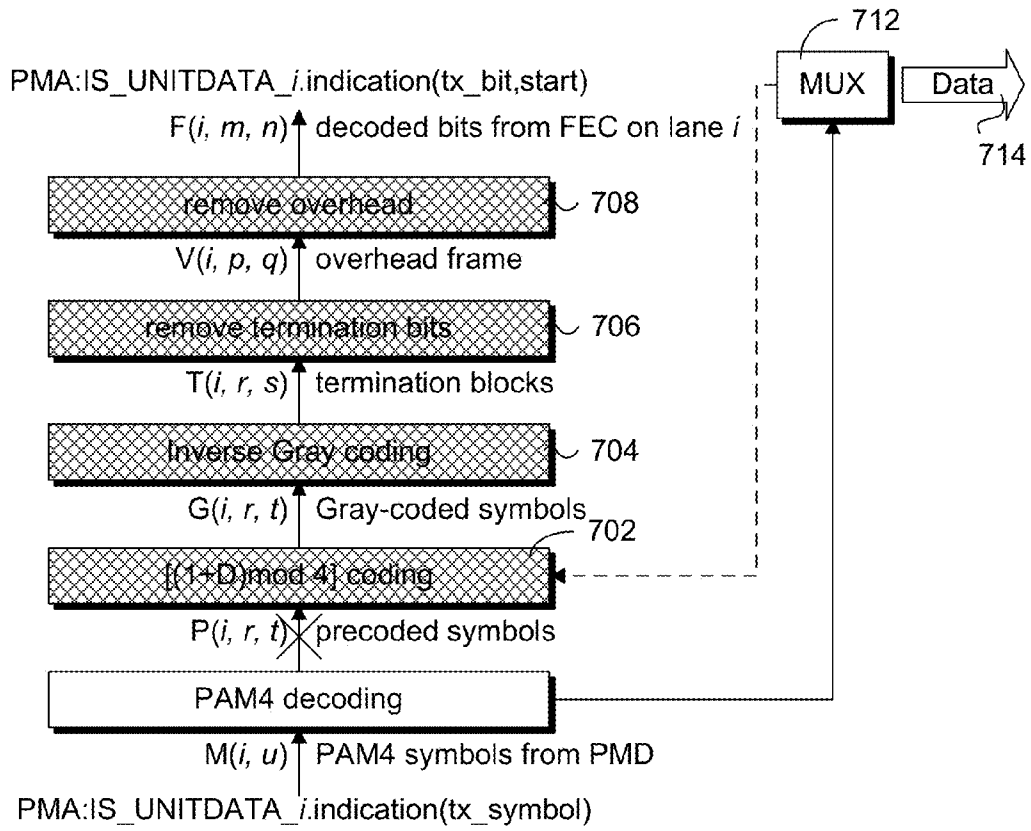 712
MUX
Data
714
PMA:IS_UNITDATA_i.indication(tx_bit,start)
F(i, m, n) decoded bits from FEC on lane i
remove overhead
708
V(i, p, q) overhead frame
remove termination bits
706
T(i, r, s) termination blocks
Inverse Gray coding
704
G(i, r, t) Gray-coded symbols
702
[(1+D)mod 4] coding
P(i, r, t) precoded symbols
PAM4 decoding
M(i, u) PAM4 symbols from PMD
PMA:IS_UNITDATA_i.indication(tx_symbol)